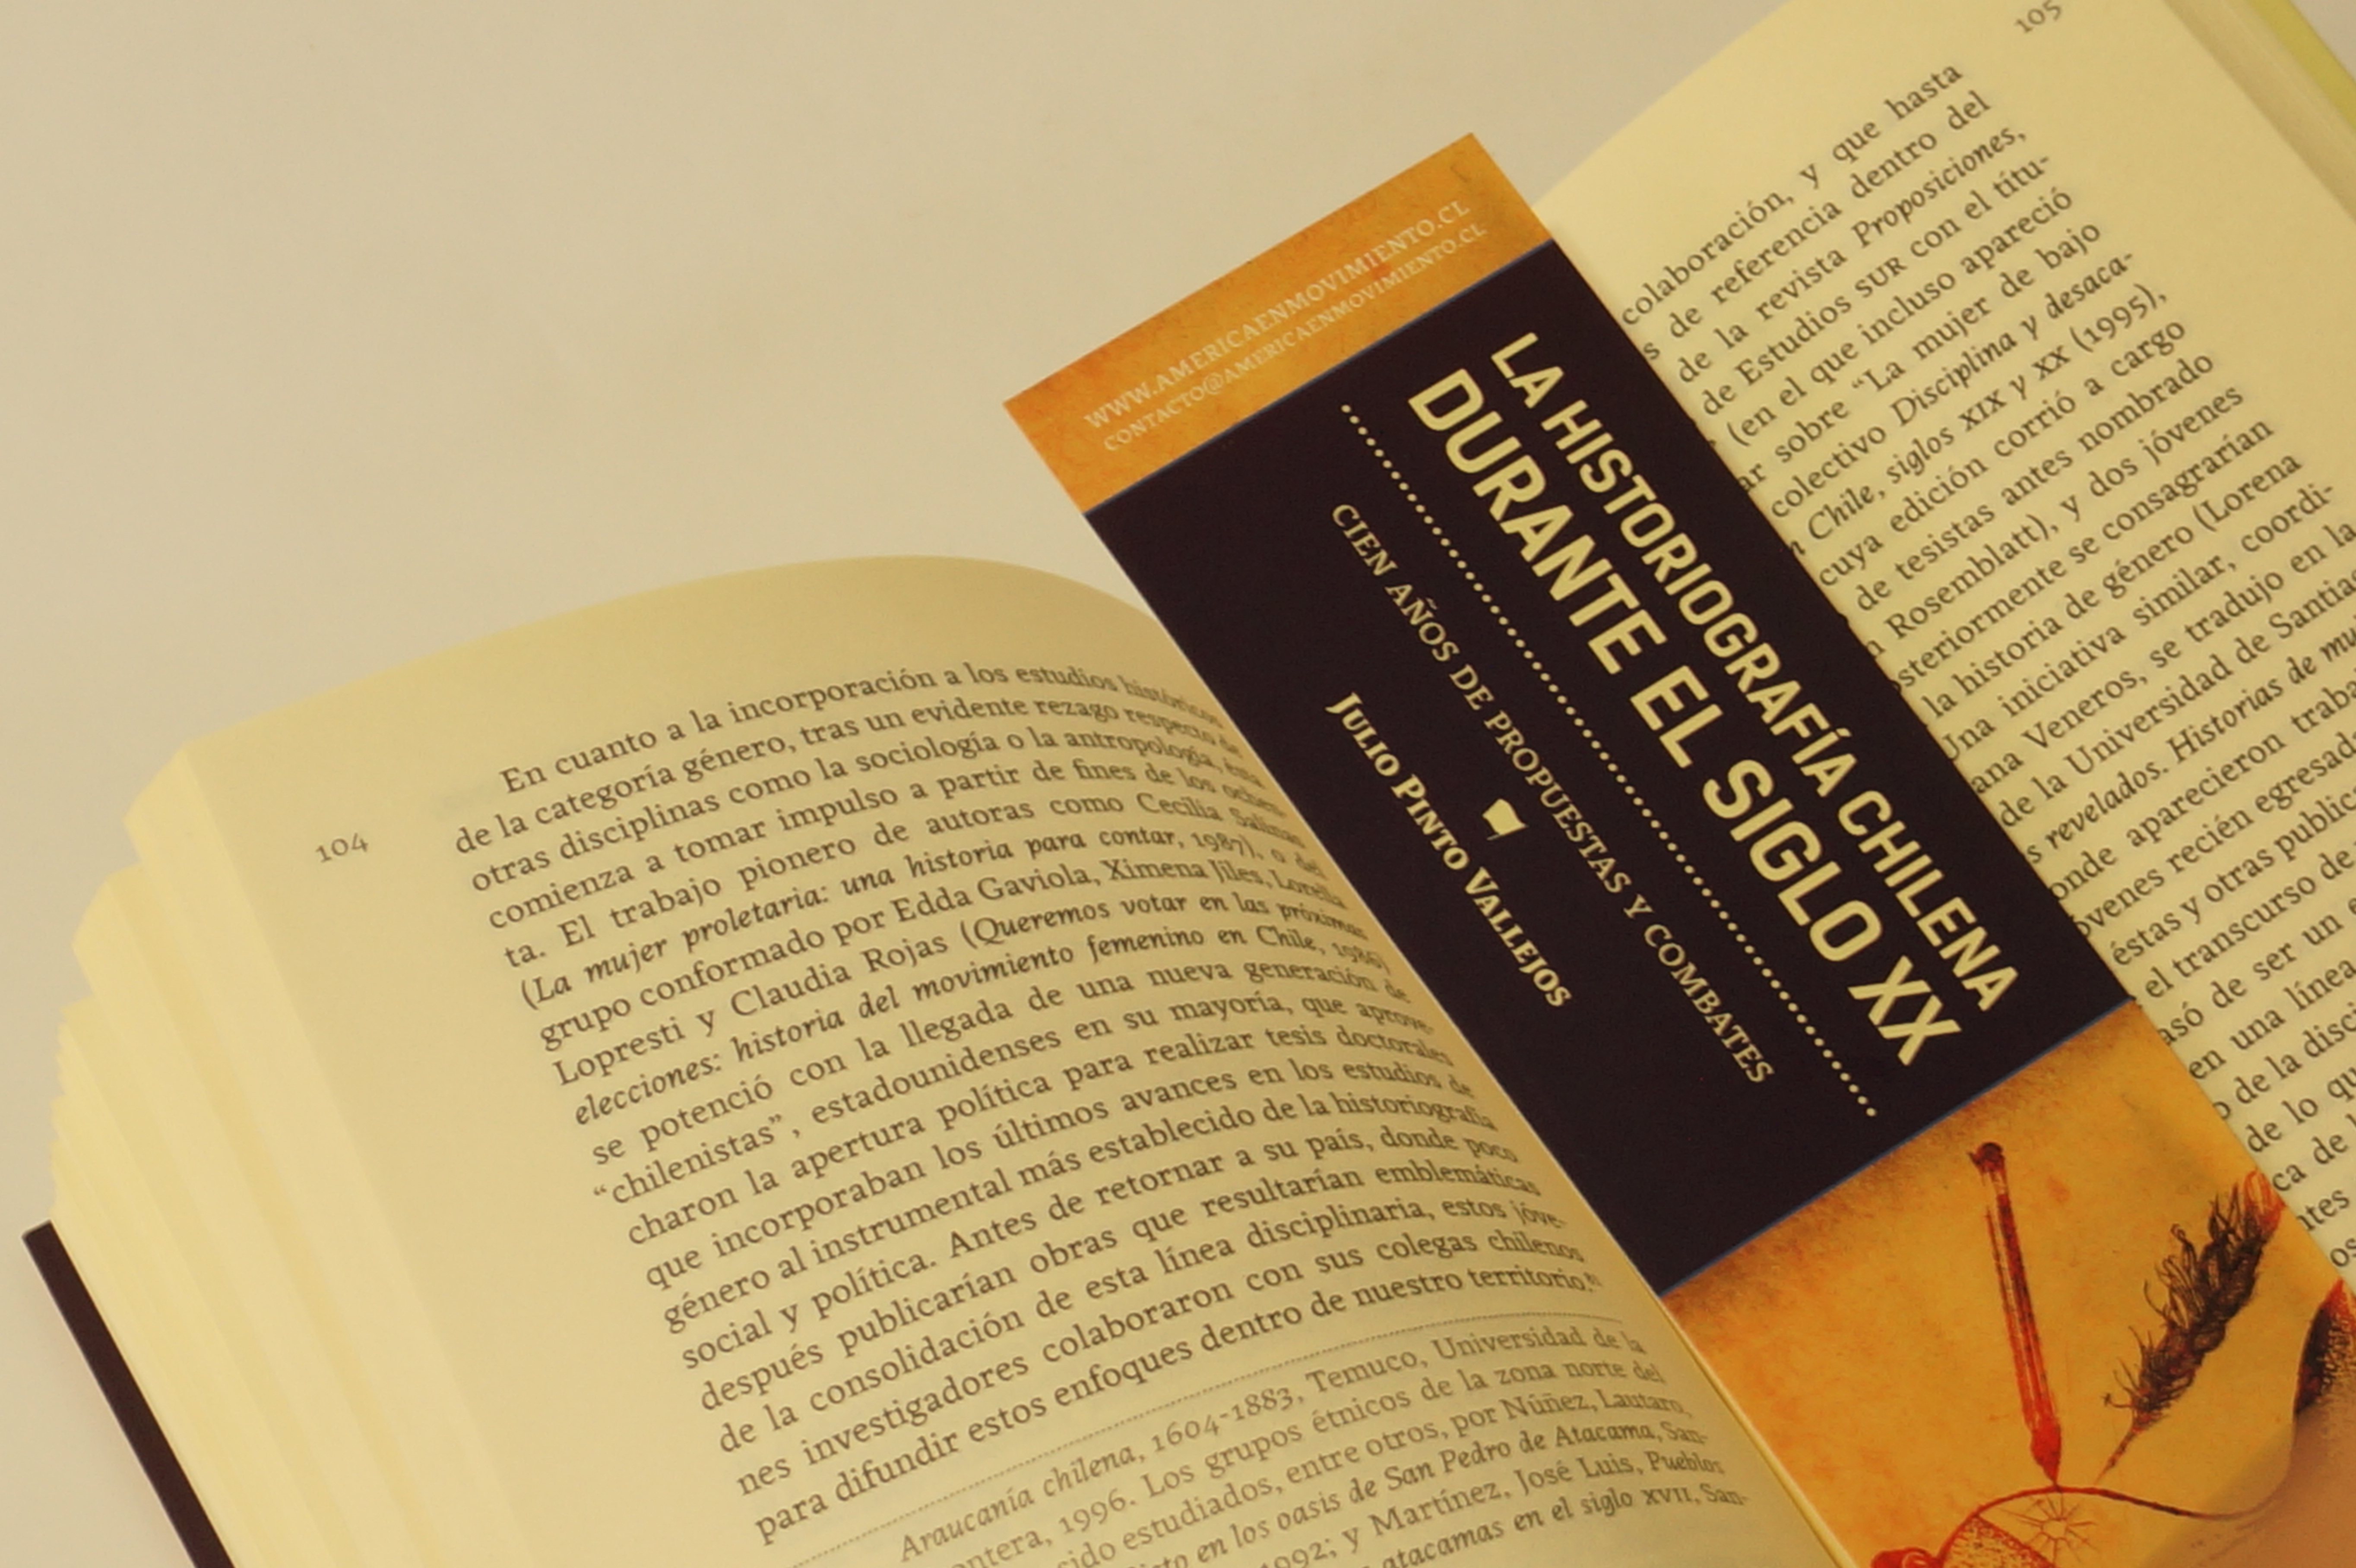 104
En cuanto a la incorporación a los estudios históricos
de la categoría género, tras un evidente rezago respecto de
otras disciplinas como la sociología o la antropología, ésta
comienza a tomar impulso a partir de fines de los ochen-
ta. El trabajo pionero de autoras como Cecilia Salinas
(La mujer proletaria: una historia para contar, 1987), o del
grupo conformado por Edda Gaviola, Ximena Jiles, Lorella
Lopresti y Claudia Rojas (Queremos votar en las próximas
elecciones: historia del movimiento femenino en Chile, 1986)
se potenció con la llegada de una nueva generación de
“chilenistas”, estadounidenses en su mayoría, que aprove-
charon la apertura política para realizar tesis doctorales
que incorporaban los últimos avances en los estudios de
género al instrumental más establecido de la historiografía
social y política. Antes de retornar a su país, donde poco
después publicarían obras que resultarían emblemáticas
de la consolidación de esta línea disciplinaria, estos jóve-
nes investigadores colaboraron con sus colegas chilenos
para difundir estos enfoques dentro de nuestro territorio.
Araucanía chilena, 1604-1883, Temuco, Universidad de la
1996. Los grupos étnicos de la zona norte del
estudiados, entre otros, por Núñez, Lautaro,
en los oasis de San Pedro de Atacama, San-
1992; y Martínez, José Luis, Pueblos
atacamas en el siglo XVII, San-
WWW.AMERICAENMOVIMIENTO.CL
CONTACTO@AMERICAENMOVIMIENTO.CL
LA HISTORIOGRAFÍA CHILENA
DURANTE EL SIGLO XX
CIEN AÑOS DE PROPUESTAS Y COMBATES
JULIO PINTO VALLEJOS
105
colaboración, y que hasta
de referencia dentro del
de la revista Proposiciones,
de Estudios SUR con el títu-
(en el que incluso apareció
sobre “La mujer de bajo
colectivo Disciplina y desaca-
Chile, siglos XIX y XX (1995),
cuya edición corrió a cargo
de tesistas antes nombrado
Rosemblatt), y dos jóvenes
se consagrarían
la historia de género (Lorena
Una iniciativa similar, coordi-
Veneros, se tradujo en la
de la Universidad de
revelados. Historias de
aparecieron
recién
éstas y otras
el transcurso de
de ser un
en una línea
de la
de lo
de